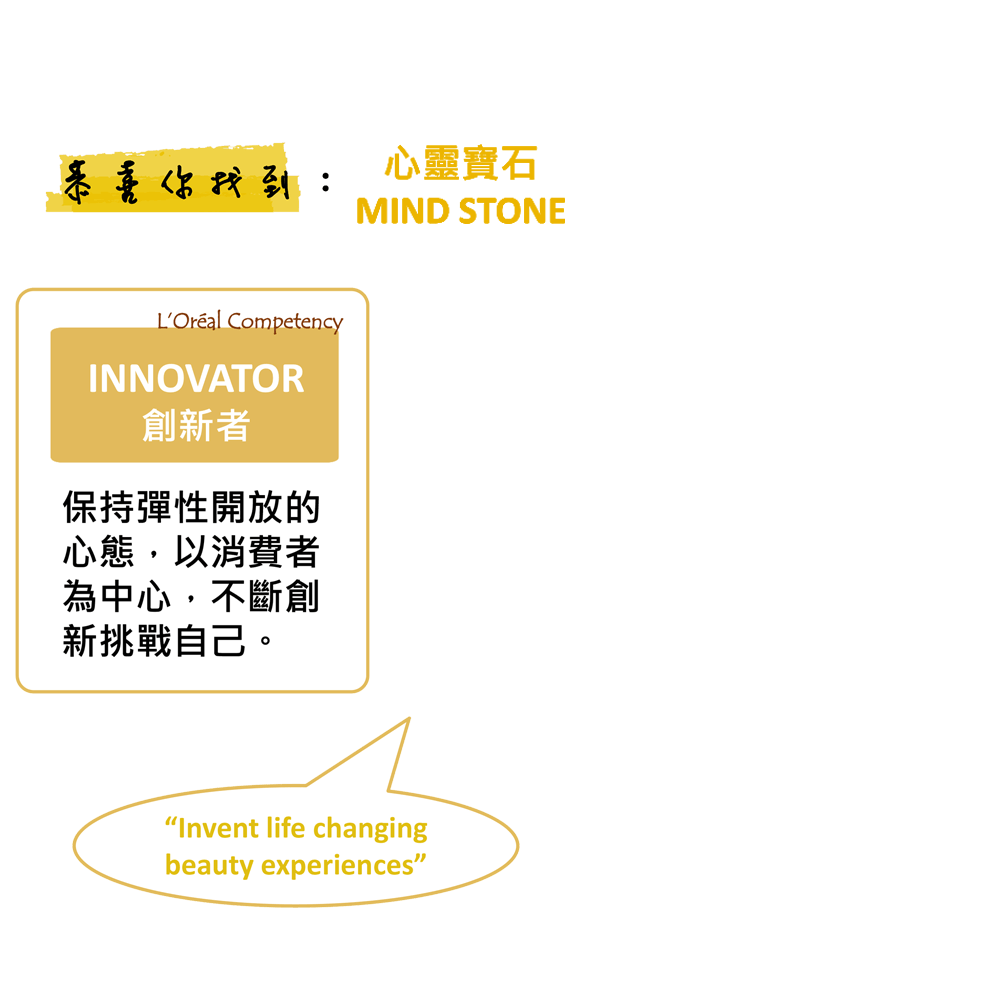 恭喜你找到：
心靈寶石
MIND STONE
L'Oréal Competency
INNOVATOR
創新者
保持彈性開放的
心態，以消費者
為中心，不斷創
新挑戰自己。
“Invent life changing
beauty experiences”